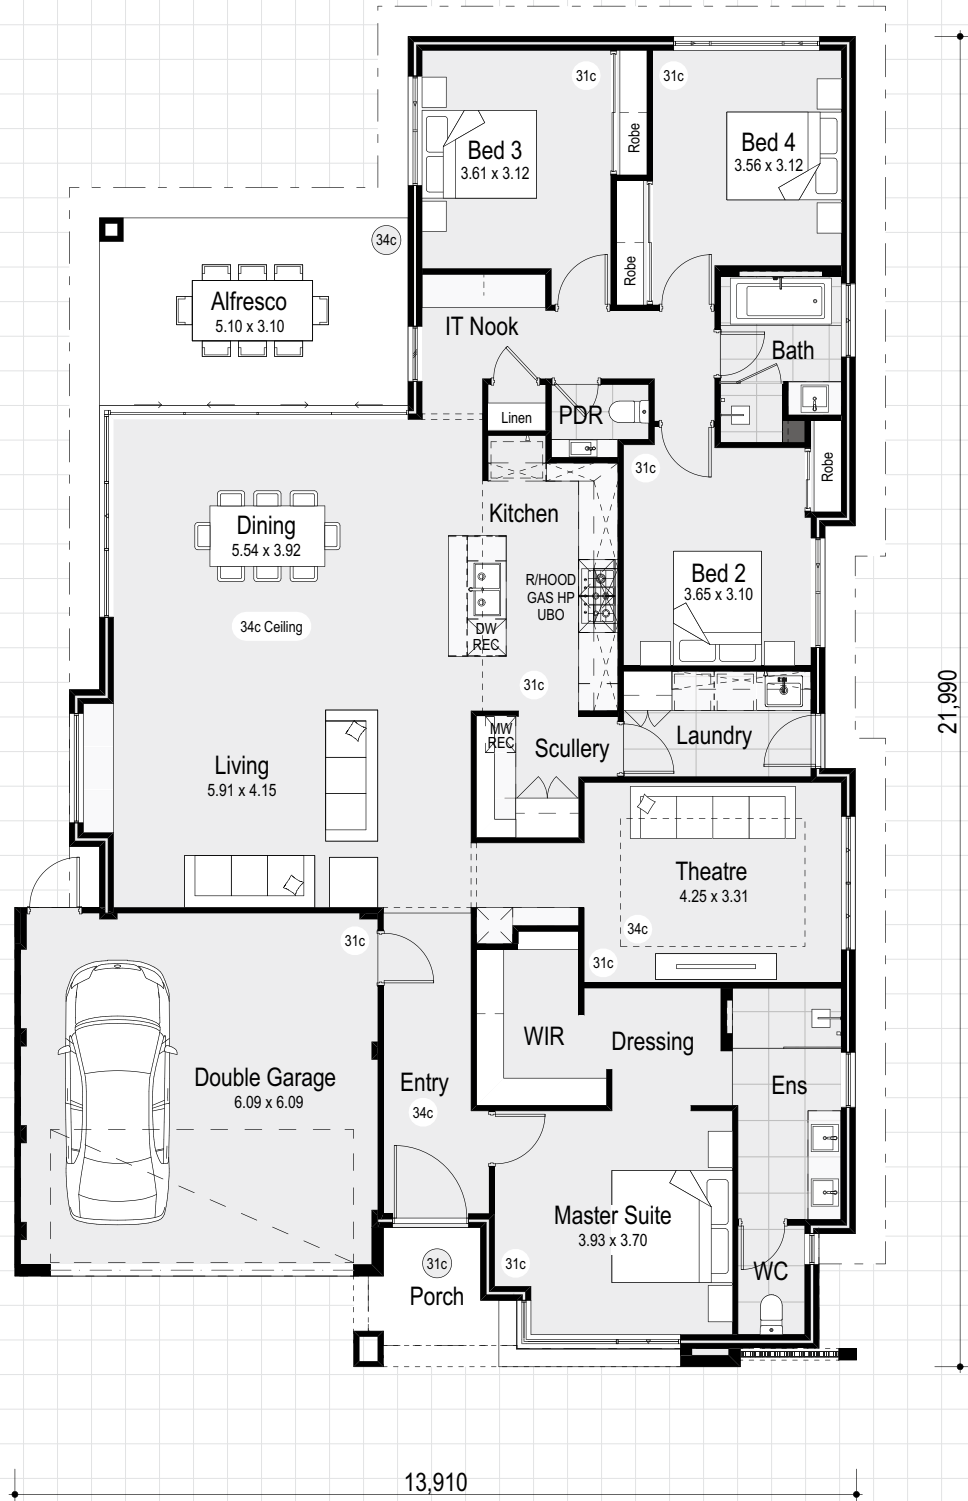 31c
31c
Robe
Bed 3
3.61 x 3.12
Bed 4
3.56 x 3.12
34c
Robe
Alfresco
5.10 x 3.10
IT Nook
Bath
Linen
PDR
31c
Robe
Kitchen
Dining
5.54 x 3.92
R/HOOD
GAS HP
UBO
Bed 2
3.65 x 3.10
34c Ceiling
DW
REC
31c
21,990
MW
REC
Scullery
Laundry
Living
5.91 x 4.15
Theatre
4.25 x 3.31
34c
31c
31c
WIR
Dressing
Double Garage
6.09 x 6.09
Entry
34c
Ens
Master Suite
3.93 x 3.70
31c
31c
WC
Porch
13,910